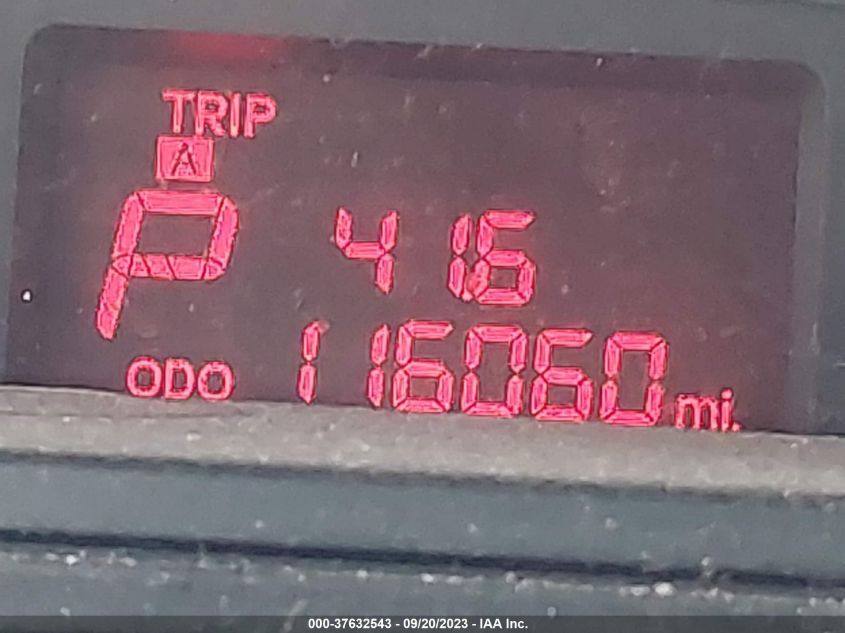 TRIP
A
P 41.6
ODO 116060 mi.
000-37632543 - 09/20/2023 - IAA Inc.